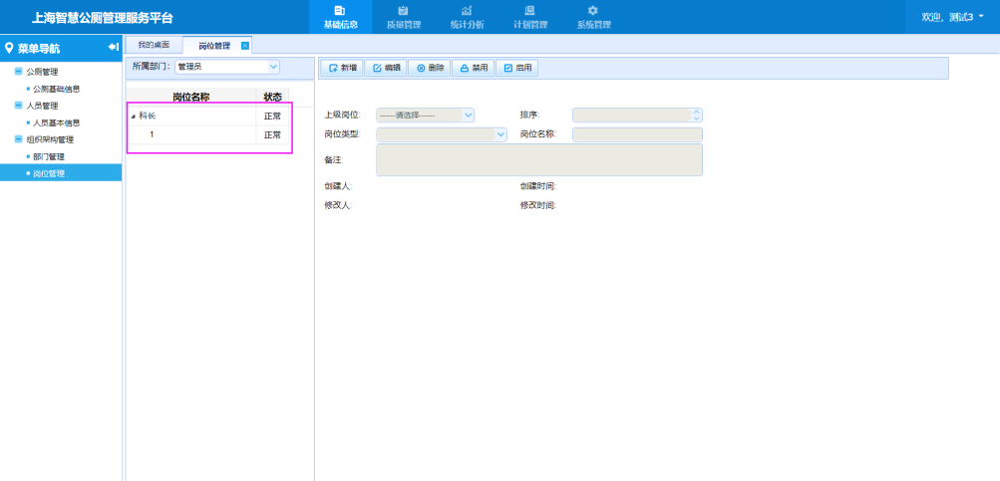 上海智慧公厕管理服务平台
基础信息 质量管理 统计分析 计划管理 系统管理
欢迎, 测试3
菜单导航
我的桌面 岗位管理
公厕管理
公厕基础信息
人员管理
人员基本信息
组织架构管理
部门管理
岗位管理
所属部门: 管理员
岗位名称 状态
科长 正常
1 正常
新增 编辑 删除 禁用 启用
上级岗位: ------请选择------ 排序:
岗位类型: 岗位名称:
备注:
创建人: 创建时间:
修改人: 修改时间: